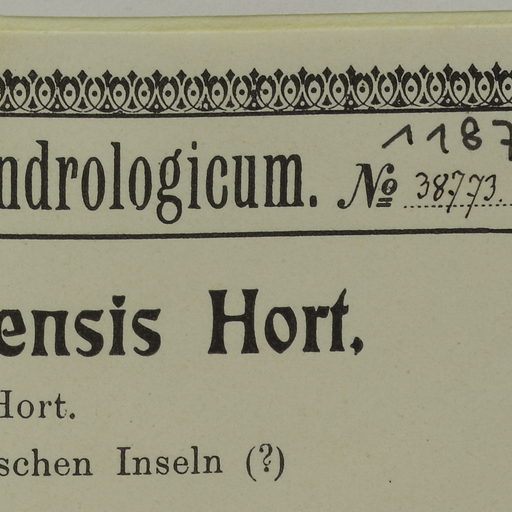 1187
ndrologicum. № 38773.
ensis Hort.
Hort.
schen Inseln (?)